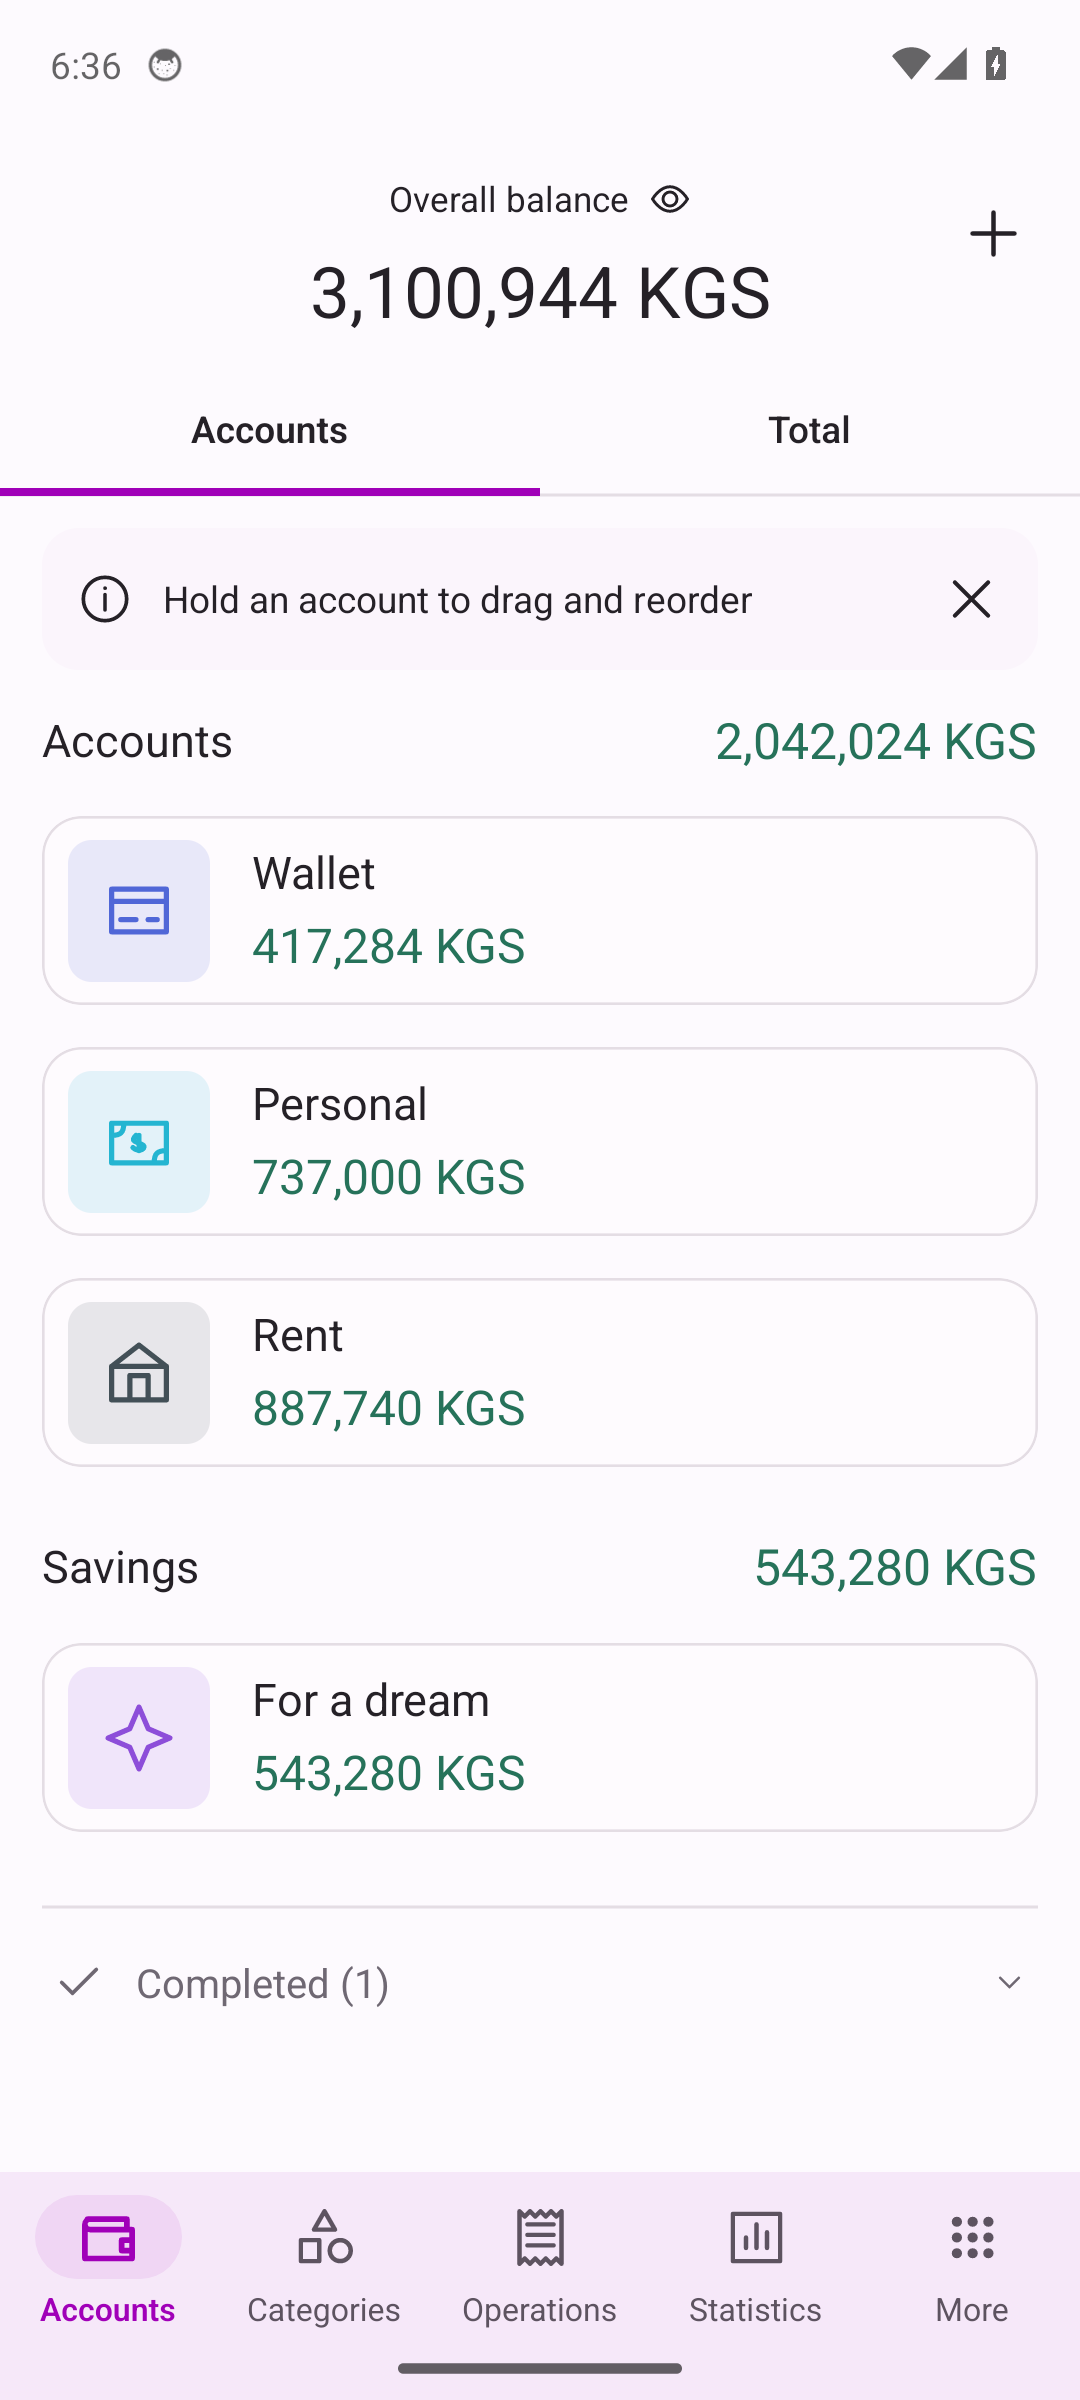 6:36
Overall balance
3,100,944 KGS
Accounts
Total
Hold an account to drag and reorder
Accounts
2,042,024 KGS
Wallet
417,284 KGS
Personal
737,000 KGS
Rent
887,740 KGS
Savings
543,280 KGS
For a dream
543,280 KGS
Completed (1)
Accounts
Categories
Operations
Statistics
More